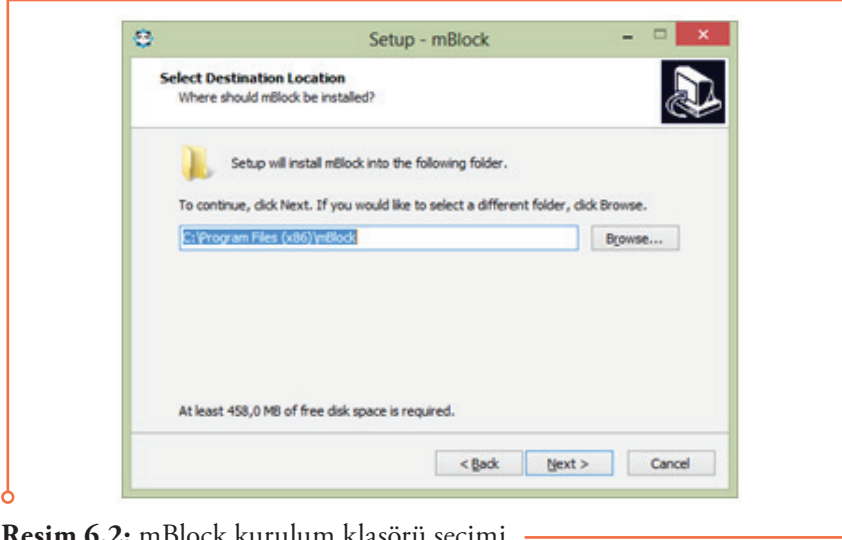 Setup - mBlock
Select Destination Location
Where should mBlock be installed?
Setup will install mBlock into the following folder.
To continue, click Next. If you would like to select a different folder, click Browse.
C:\Program Files (x86)\mBlock
Browse...
At least 458,0 MB of free disk space is required.
< Back
Next >
Cancel
Resim 6.2: mBlock kurulum klasörü seçimi